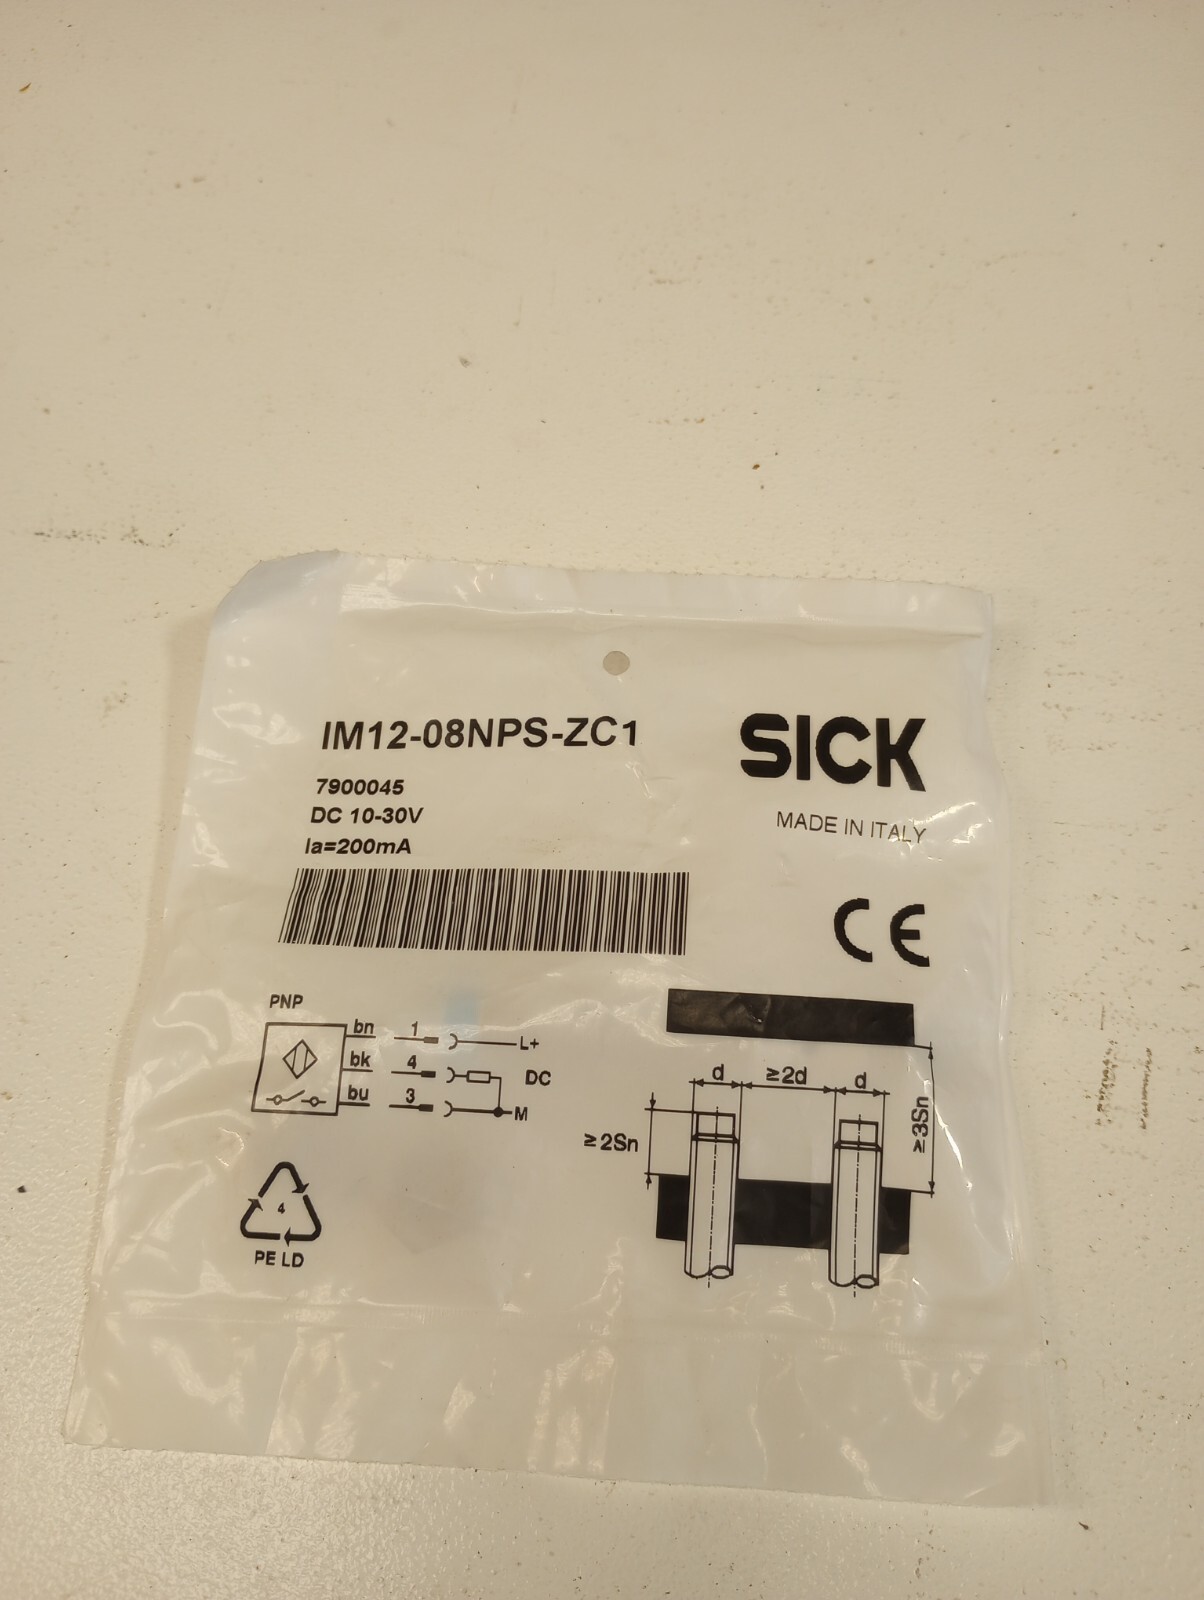 IM12-08NPS-ZC1
7900045
DC 10-30V
Ia=200mA
SICK
MADE IN ITALY
CE
PNP
bn 1 L+
bk 4 DC
bu 3 M
4
PE LD
d ≥2d d
≥2Sn
≥3Sn